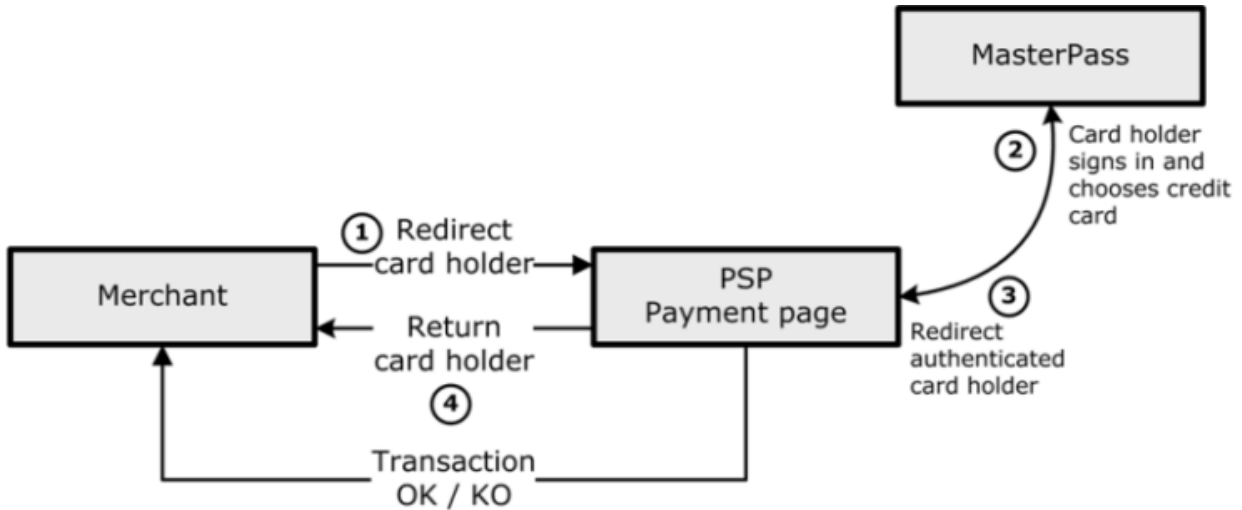 MasterPass
2
Card holder
signs in and
chooses credit
card
1
Redirect
card holder
Merchant
PSP
Payment page
3
Redirect
authenticated
card holder
Return
card holder
4
Transaction
OK / KO